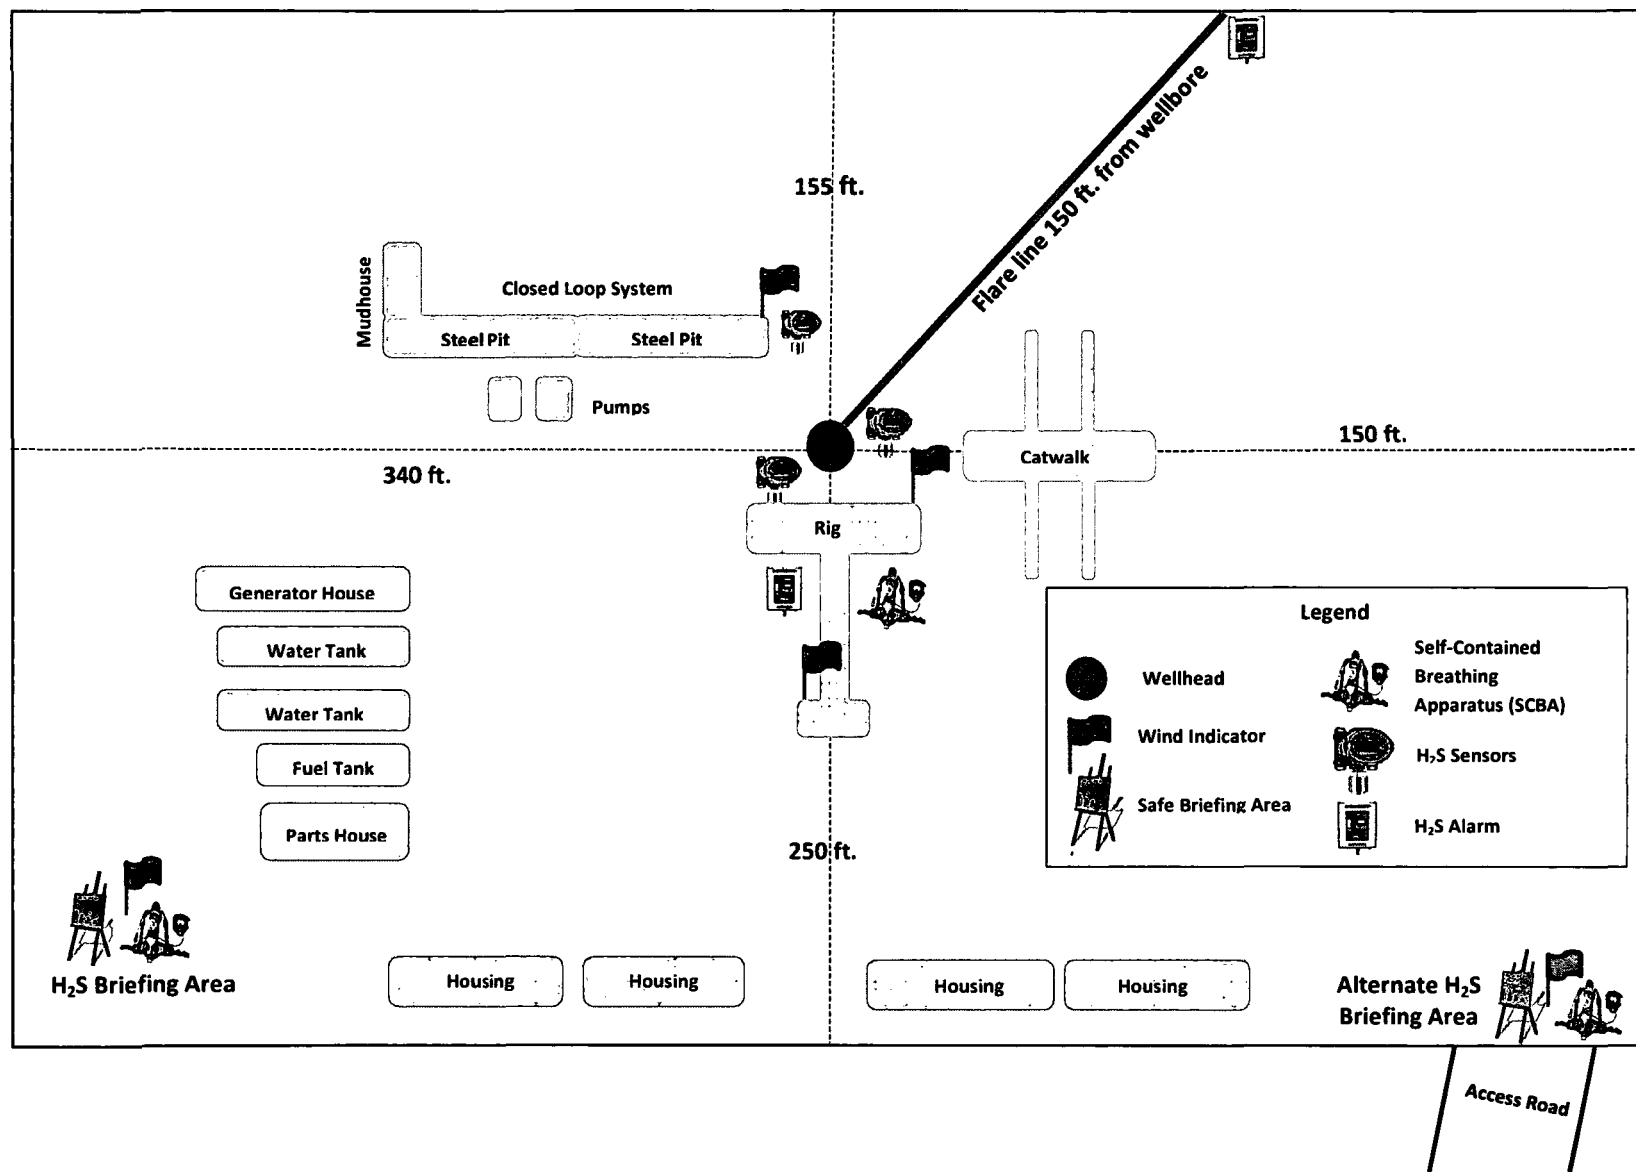 155 ft.
Flare line 150 ft. from wellbore
Mudhouse
Closed Loop System
Steel Pit
Steel Pit
Pumps
150 ft.
340 ft.
Catwalk
Rig
Generator House
Water Tank
Water Tank
Fuel Tank
Parts House
250 ft.
Legend
Wellhead
Wind Indicator
Safe Briefing Area
Self-Contained
Breathing
Apparatus (SCBA)
H₂S Sensors
H₂S Alarm
H₂S Briefing Area
Housing
Housing
Housing
Housing
Alternate H₂S
Briefing Area
Access Road